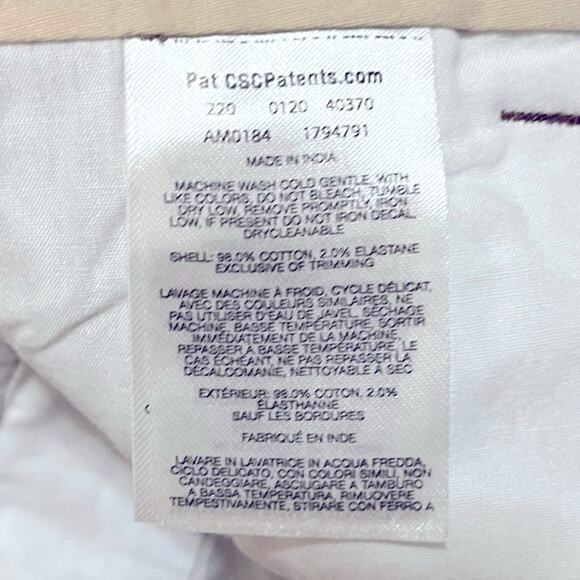 Pat CSCPatents.com
220 0120 40370
AM0184 1794791
MADE IN INDIA
MACHINE WASH COLD GENTLE, WITH
LIKE COLORS, DO NOT BLEACH, TUMBLE
DRY LOW, REMOVE PROMPTLY, IRON
LOW, IF PRESENT DO NOT IRON DECAL,
DRYCLEANABLE
SHELL: 98.0% COTTON, 2.0% ELASTANE
EXCLUSIVE OF TRIMMING
LAVAGE MACHINE À FROID, CYCLE DÉLICAT,
AVEC DES COULEURS SIMILAIRES, NE
PAS UTILISER D'EAU DE JAVEL, SÉCHAGE
MACHINE, BASSE TEMPÉRATURE, SORTIR
IMMÉDIATEMENT DE LA MACHINE,
REPASSER À BASSE TEMPÉRATURE, LE
CAS ÉCHÉANT, NE PAS REPASSER LA
DÉCALCOMANIE, NETTOYABLE À SEC
EXTÉRIEUR: 98.0% COTON, 2.0%
ÉLASTHANNE
SAUF LES BORDURES
FABRIQUÉ EN INDE
LAVARE IN LAVATRICE IN ACQUA FREDDA,
CICLO DELICATO, CON COLORI SIMILI, NON
CANDEGGIARE, ASCIUGARE A TAMBURO
A BASSA TEMPERATURA, RIMUOVERE
TEMPESTIVAMENTE, STIRARE CON FERRO A